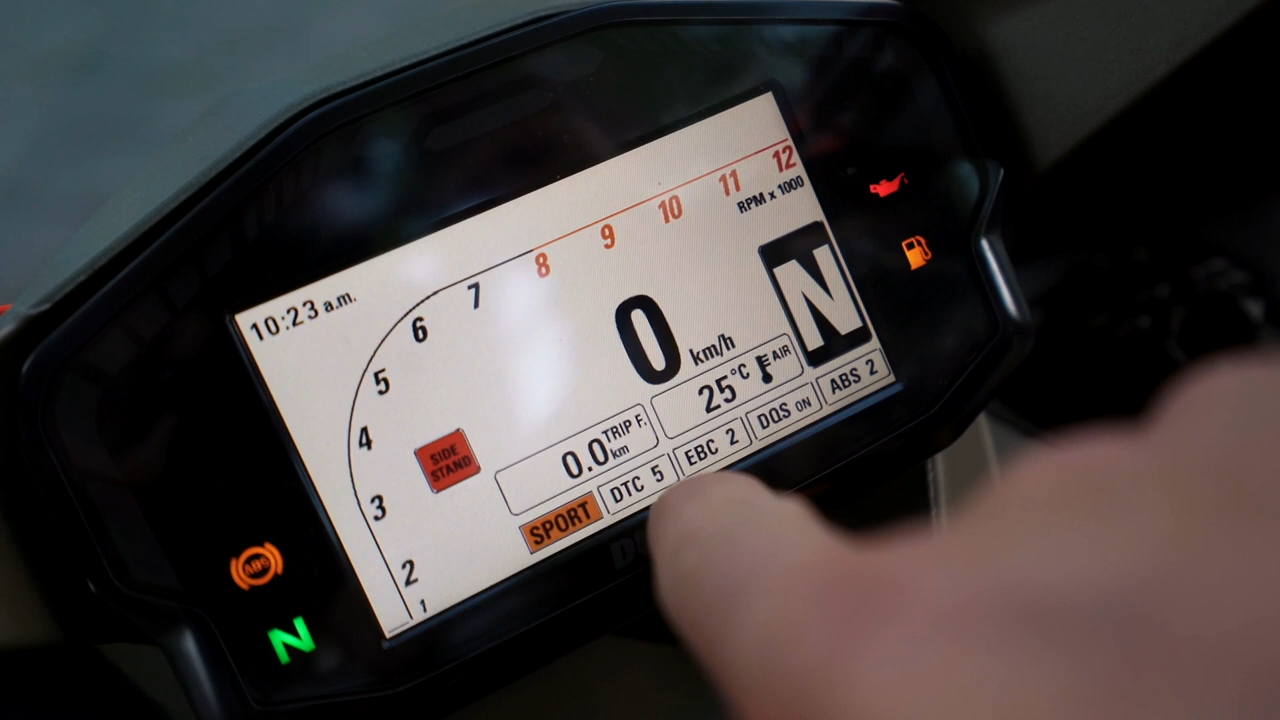 10:23 a.m.
1
2
3
4
5
6
7
8
9
10
11
12
RPM x 1000
0 km/h
N
SIDE
STAND
0.0 TRIP F.
km
25°C AIR
SPORT
DTC 5
EBC 2
DQS ON
ABS 2
ABS
N